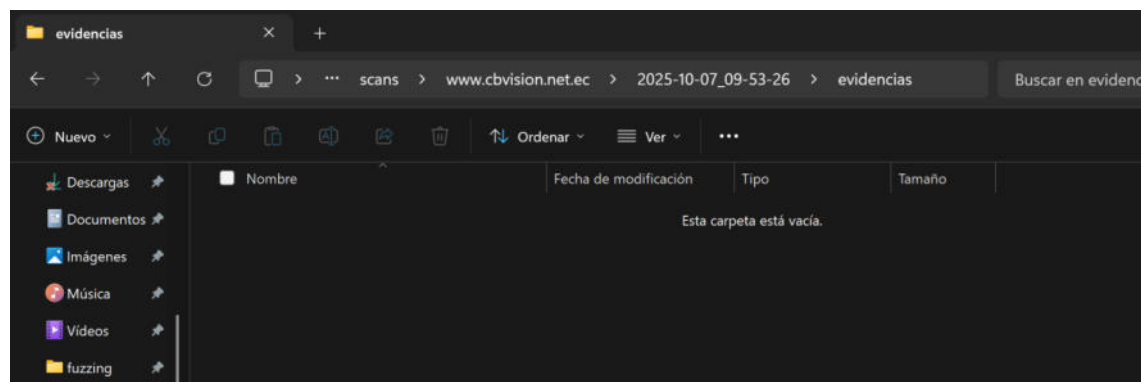 evidencias
scans > www.cbvision.net.ec > 2025-10-07_09-53-26 > evidencias Buscar en evidenc
Nuevo Ordenar Ver
Nombre Fecha de modificación Tipo Tamaño
Esta carpeta está vacía.
Descargas
Documentos
Imágenes
Música
Vídeos
fuzzing